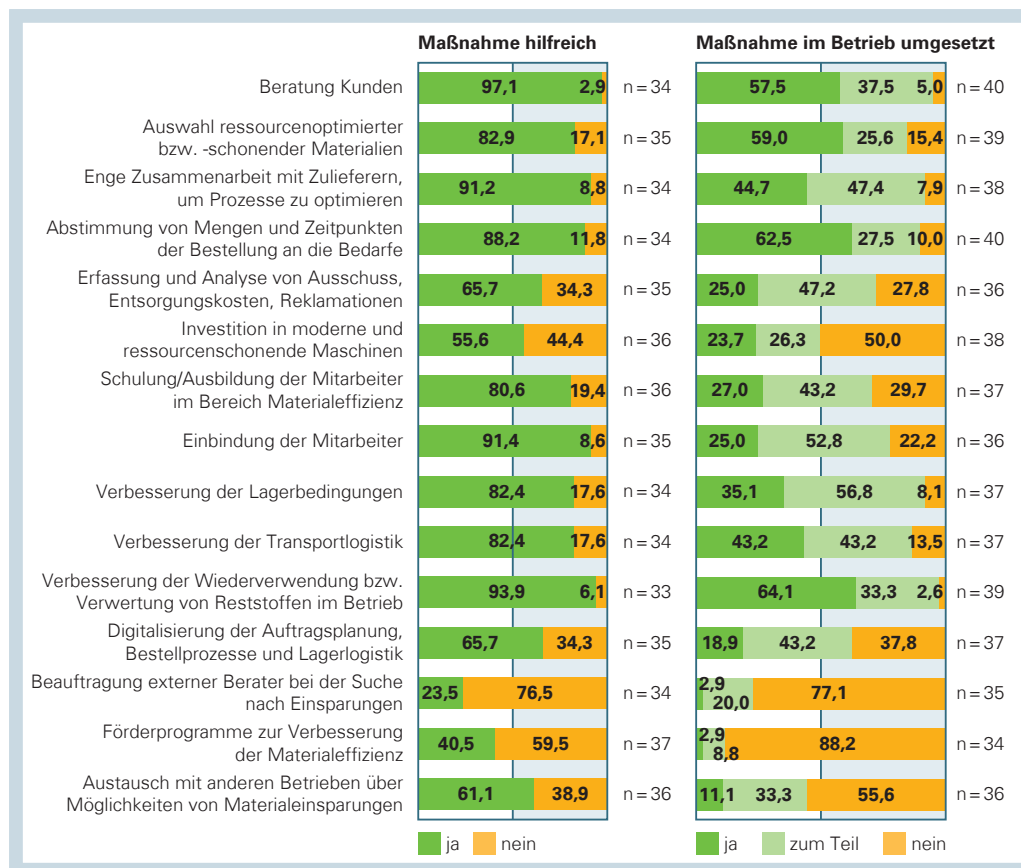 Maßnahme hilfreich Maßnahme im Betrieb umgesetzt
Beratung Kunden 97,1 2,9 n=34 57,5 37,5 5,0 n=40
Auswahl ressourcenoptimierter
bzw. -schonender Materialien 82,9 17,1 n=35 59,0 25,6 15,4 n=39
Enge Zusammenarbeit mit Zulieferern,
um Prozesse zu optimieren 91,2 8,8 n=34 44,7 47,4 7,9 n=38
Abstimmung von Mengen und Zeitpunkten
der Bestellung an die Bedarfe 88,2 11,8 n=34 62,5 27,5 10,0 n=40
Erfassung und Analyse von Ausschuss,
Entsorgungskosten, Reklamationen 65,7 34,3 n=35 25,0 47,2 27,8 n=36
Investition in moderne und
ressourcenschonende Maschinen 55,6 44,4 n=36 23,7 26,3 50,0 n=38
Schulung/Ausbildung der Mitarbeiter
im Bereich Materialeffizienz 80,6 19,4 n=36 27,0 43,2 29,7 n=37
Einbindung der Mitarbeiter 91,4 8,6 n=35 25,0 52,8 22,2 n=36
Verbesserung der Lagerbedingungen 82,4 17,6 n=34 35,1 56,8 8,1 n=37
Verbesserung der Transportlogistik 82,4 17,6 n=34 43,2 43,2 13,5 n=37
Verbesserung der Wiederverwendung bzw.
Verwertung von Reststoffen im Betrieb 93,9 6,1 n=33 64,1 33,3 2,6 n=39
Digitalisierung der Auftragsplanung,
Bestellprozesse und Lagerlogistik 65,7 34,3 n=35 18,9 43,2 37,8 n=37
Beauftragung externer Berater bei der Suche
nach Einsparungen 23,5 76,5 n=34 2,9 20,0 77,1 n=35
Förderprogramme zur Verbesserung
der Materialeffizienz 40,5 59,5 n=37 2,9 8,8 88,2 n=34
Austausch mit anderen Betrieben über
Möglichkeiten von Materialeinsparungen 61,1 38,9 n=36 11,1 33,3 55,6 n=36
ja nein ja zum Teil nein